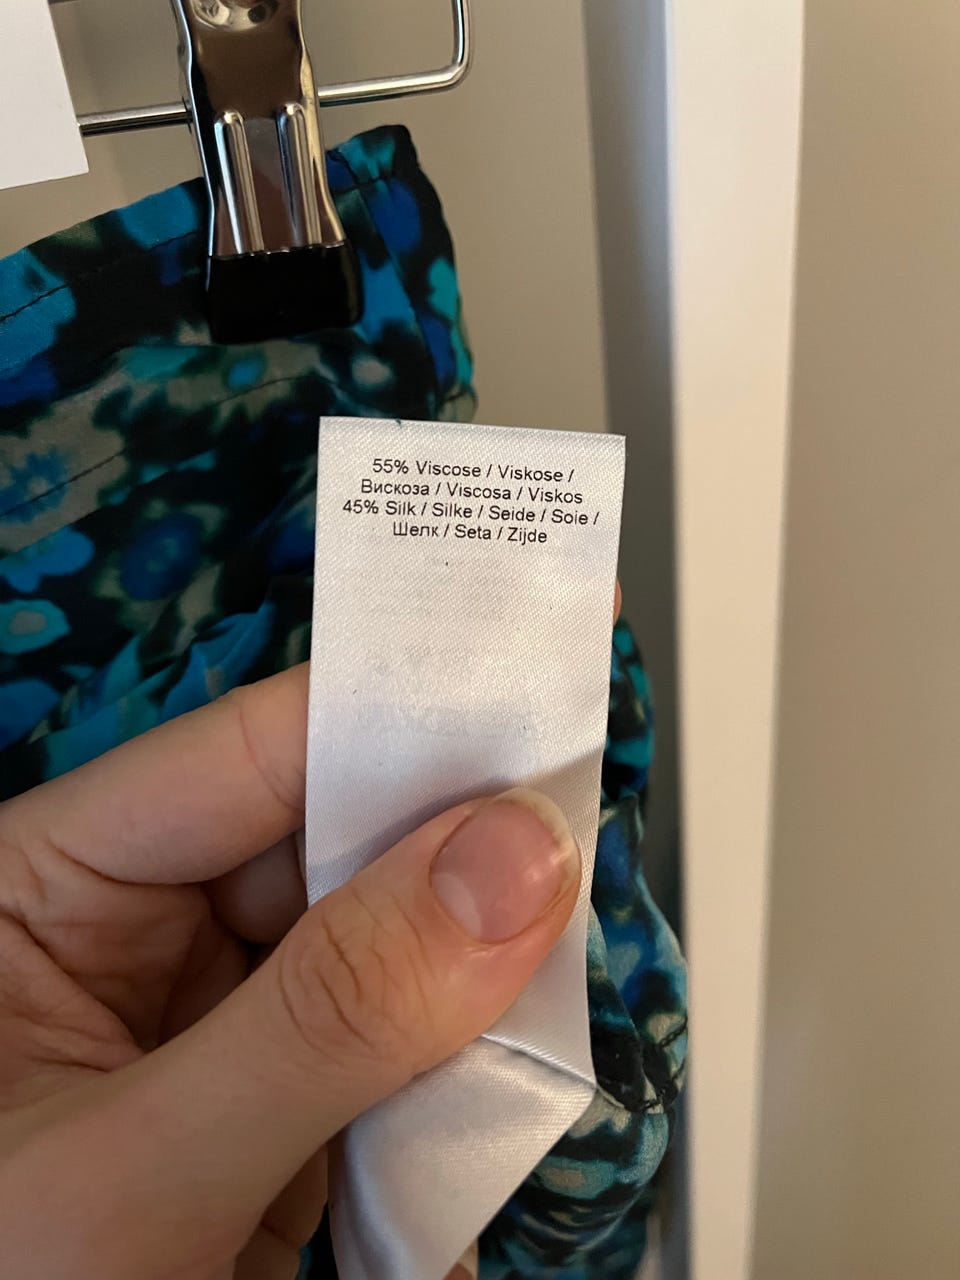 55% Viscose / Viskose /
Вискоза / Viscosa / Viskos
45% Silk / Silke / Seide / Soie /
Шелк / Seta / Zijde